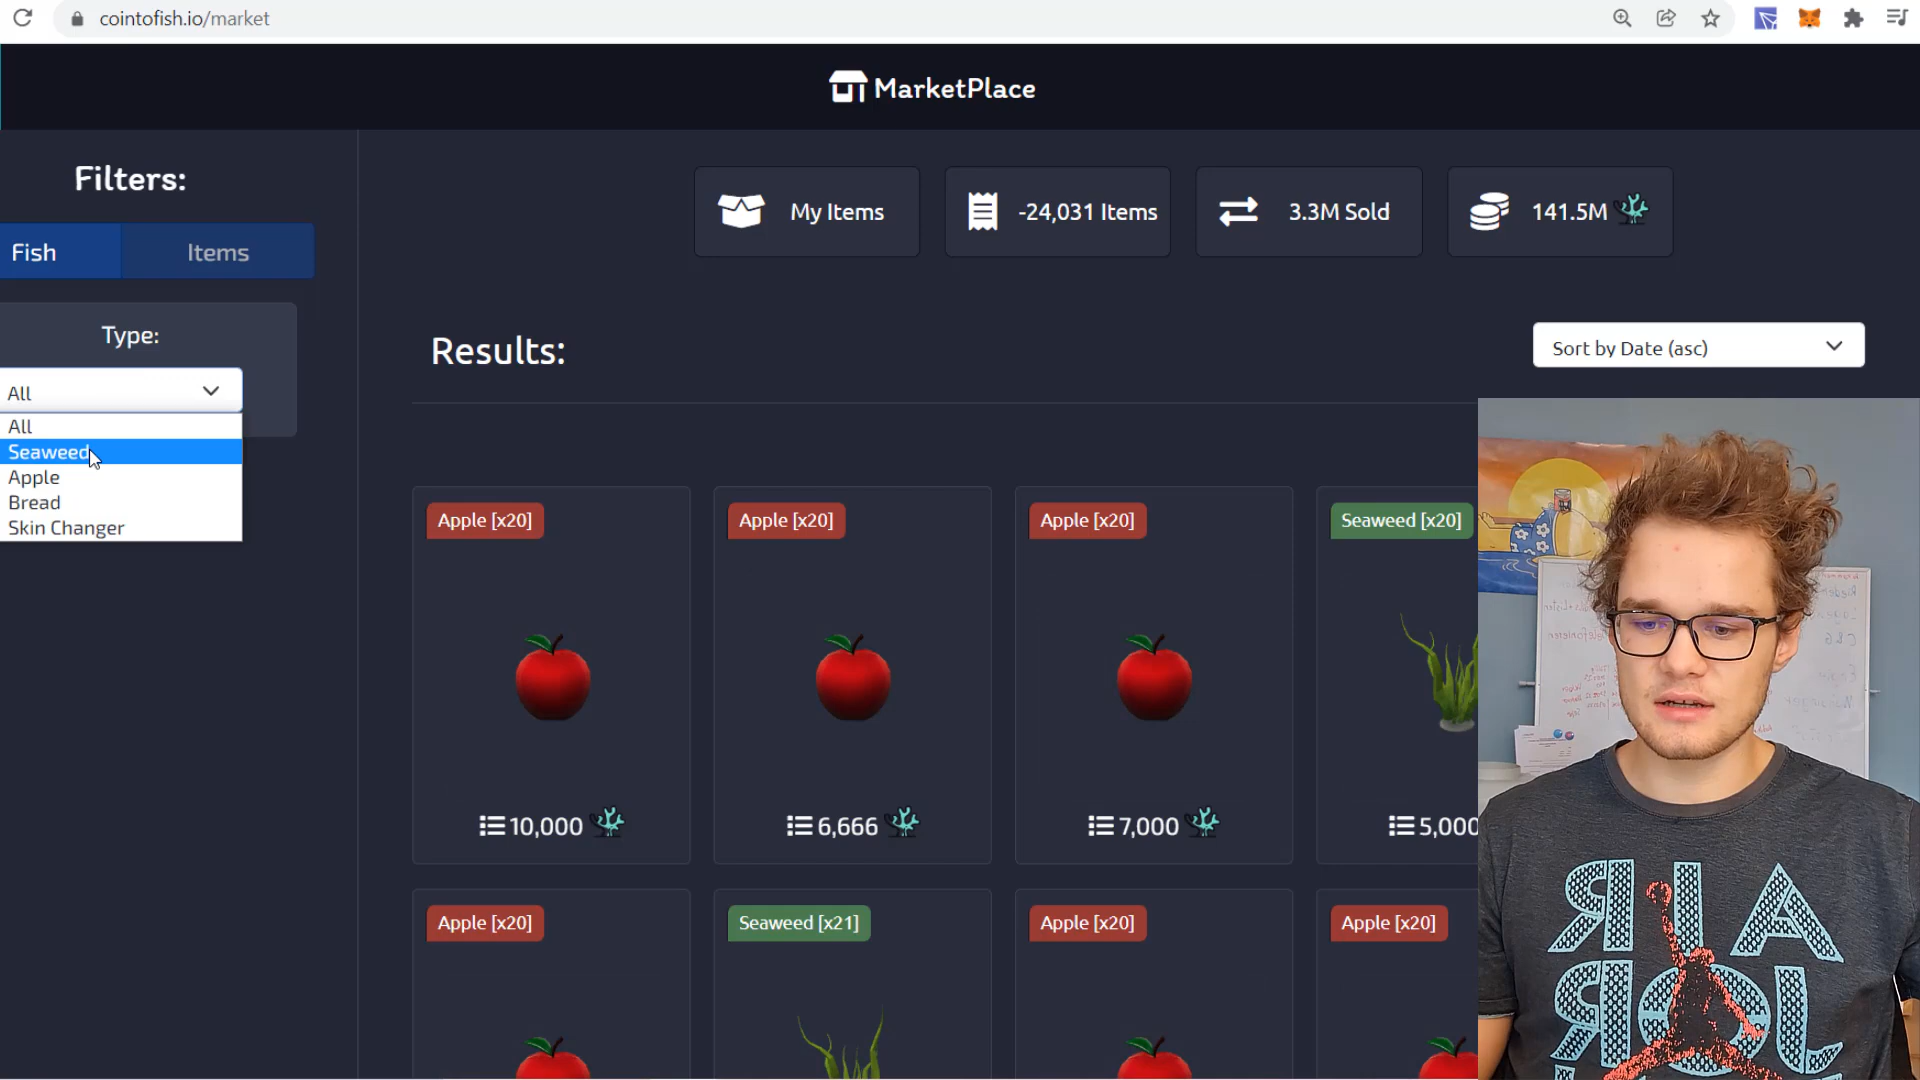 cointofish.io/market
MarketPlace
Filters:
Fish
Items
My Items
-24,031 Items
3.3M Sold
141.5M
Type:
All
All
Seaweed
Apple
Bread
Skin Changer
Results:
Sort by Date (asc)
Apple [x20]
Apple [x20]
Apple [x20]
Seaweed [x20]
10,000
6,666
7,000
5,000
Apple [x20]
Seaweed [x21]
Apple [x20]
Apple [x20]